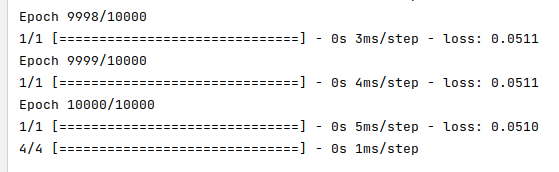 Epoch 9998/10000
1/1 [==============================] - 0s 3ms/step - loss: 0.0511
Epoch 9999/10000
1/1 [==============================] - 0s 4ms/step - loss: 0.0511
Epoch 10000/10000
1/1 [==============================] - 0s 5ms/step - loss: 0.0510
4/4 [==============================] - 0s 1ms/step